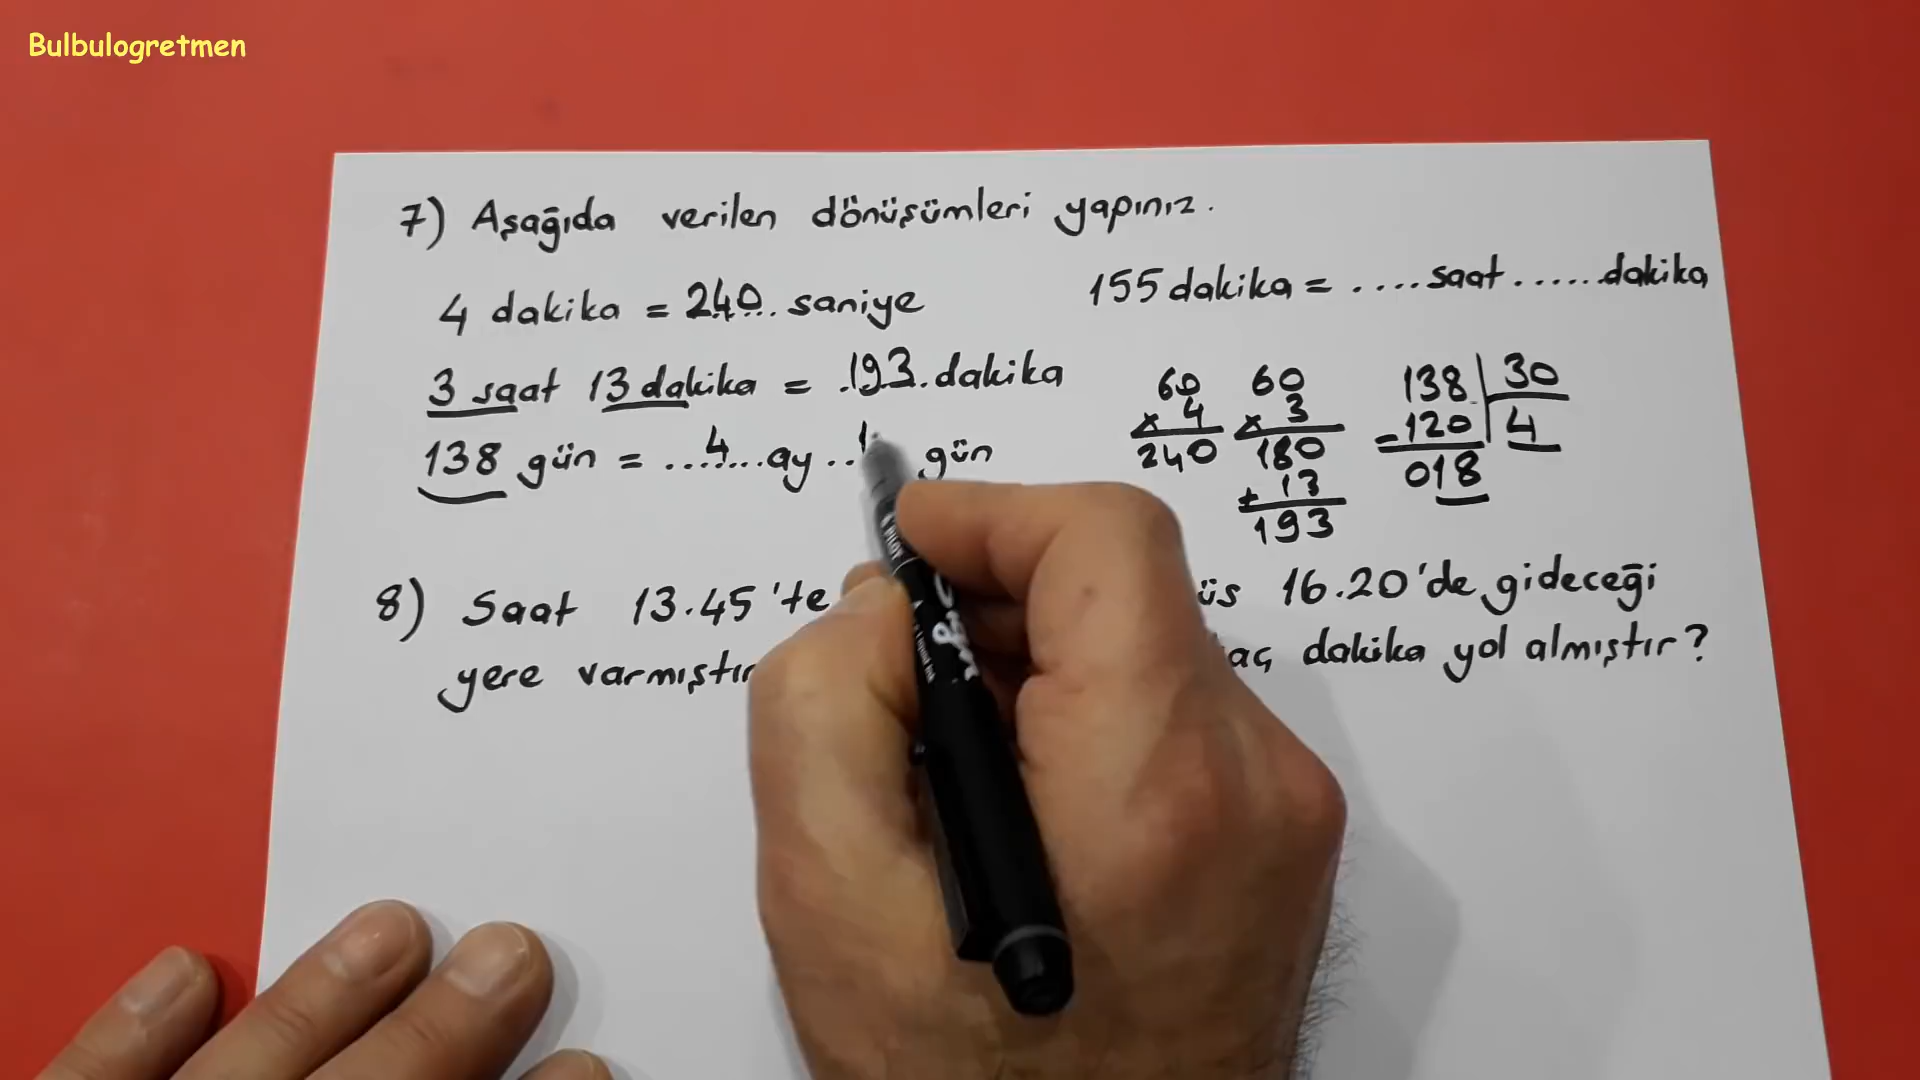 Bulbulogretmen
7) Aşağıda verilen dönüşümleri yapınız.
4 dakika = 240 saniye
155 dakika = ....saat ......dakika
3 saat 13 dakika = .193. dakika
138 gün = ...4...ay ..1 gün
60
x 4
240
60
x 3
180
+ 13
193
138 30
-120 4
018
8) Saat 13.45'te 16.20'de gideceği
yere dakika yol almıştır?
PILOT